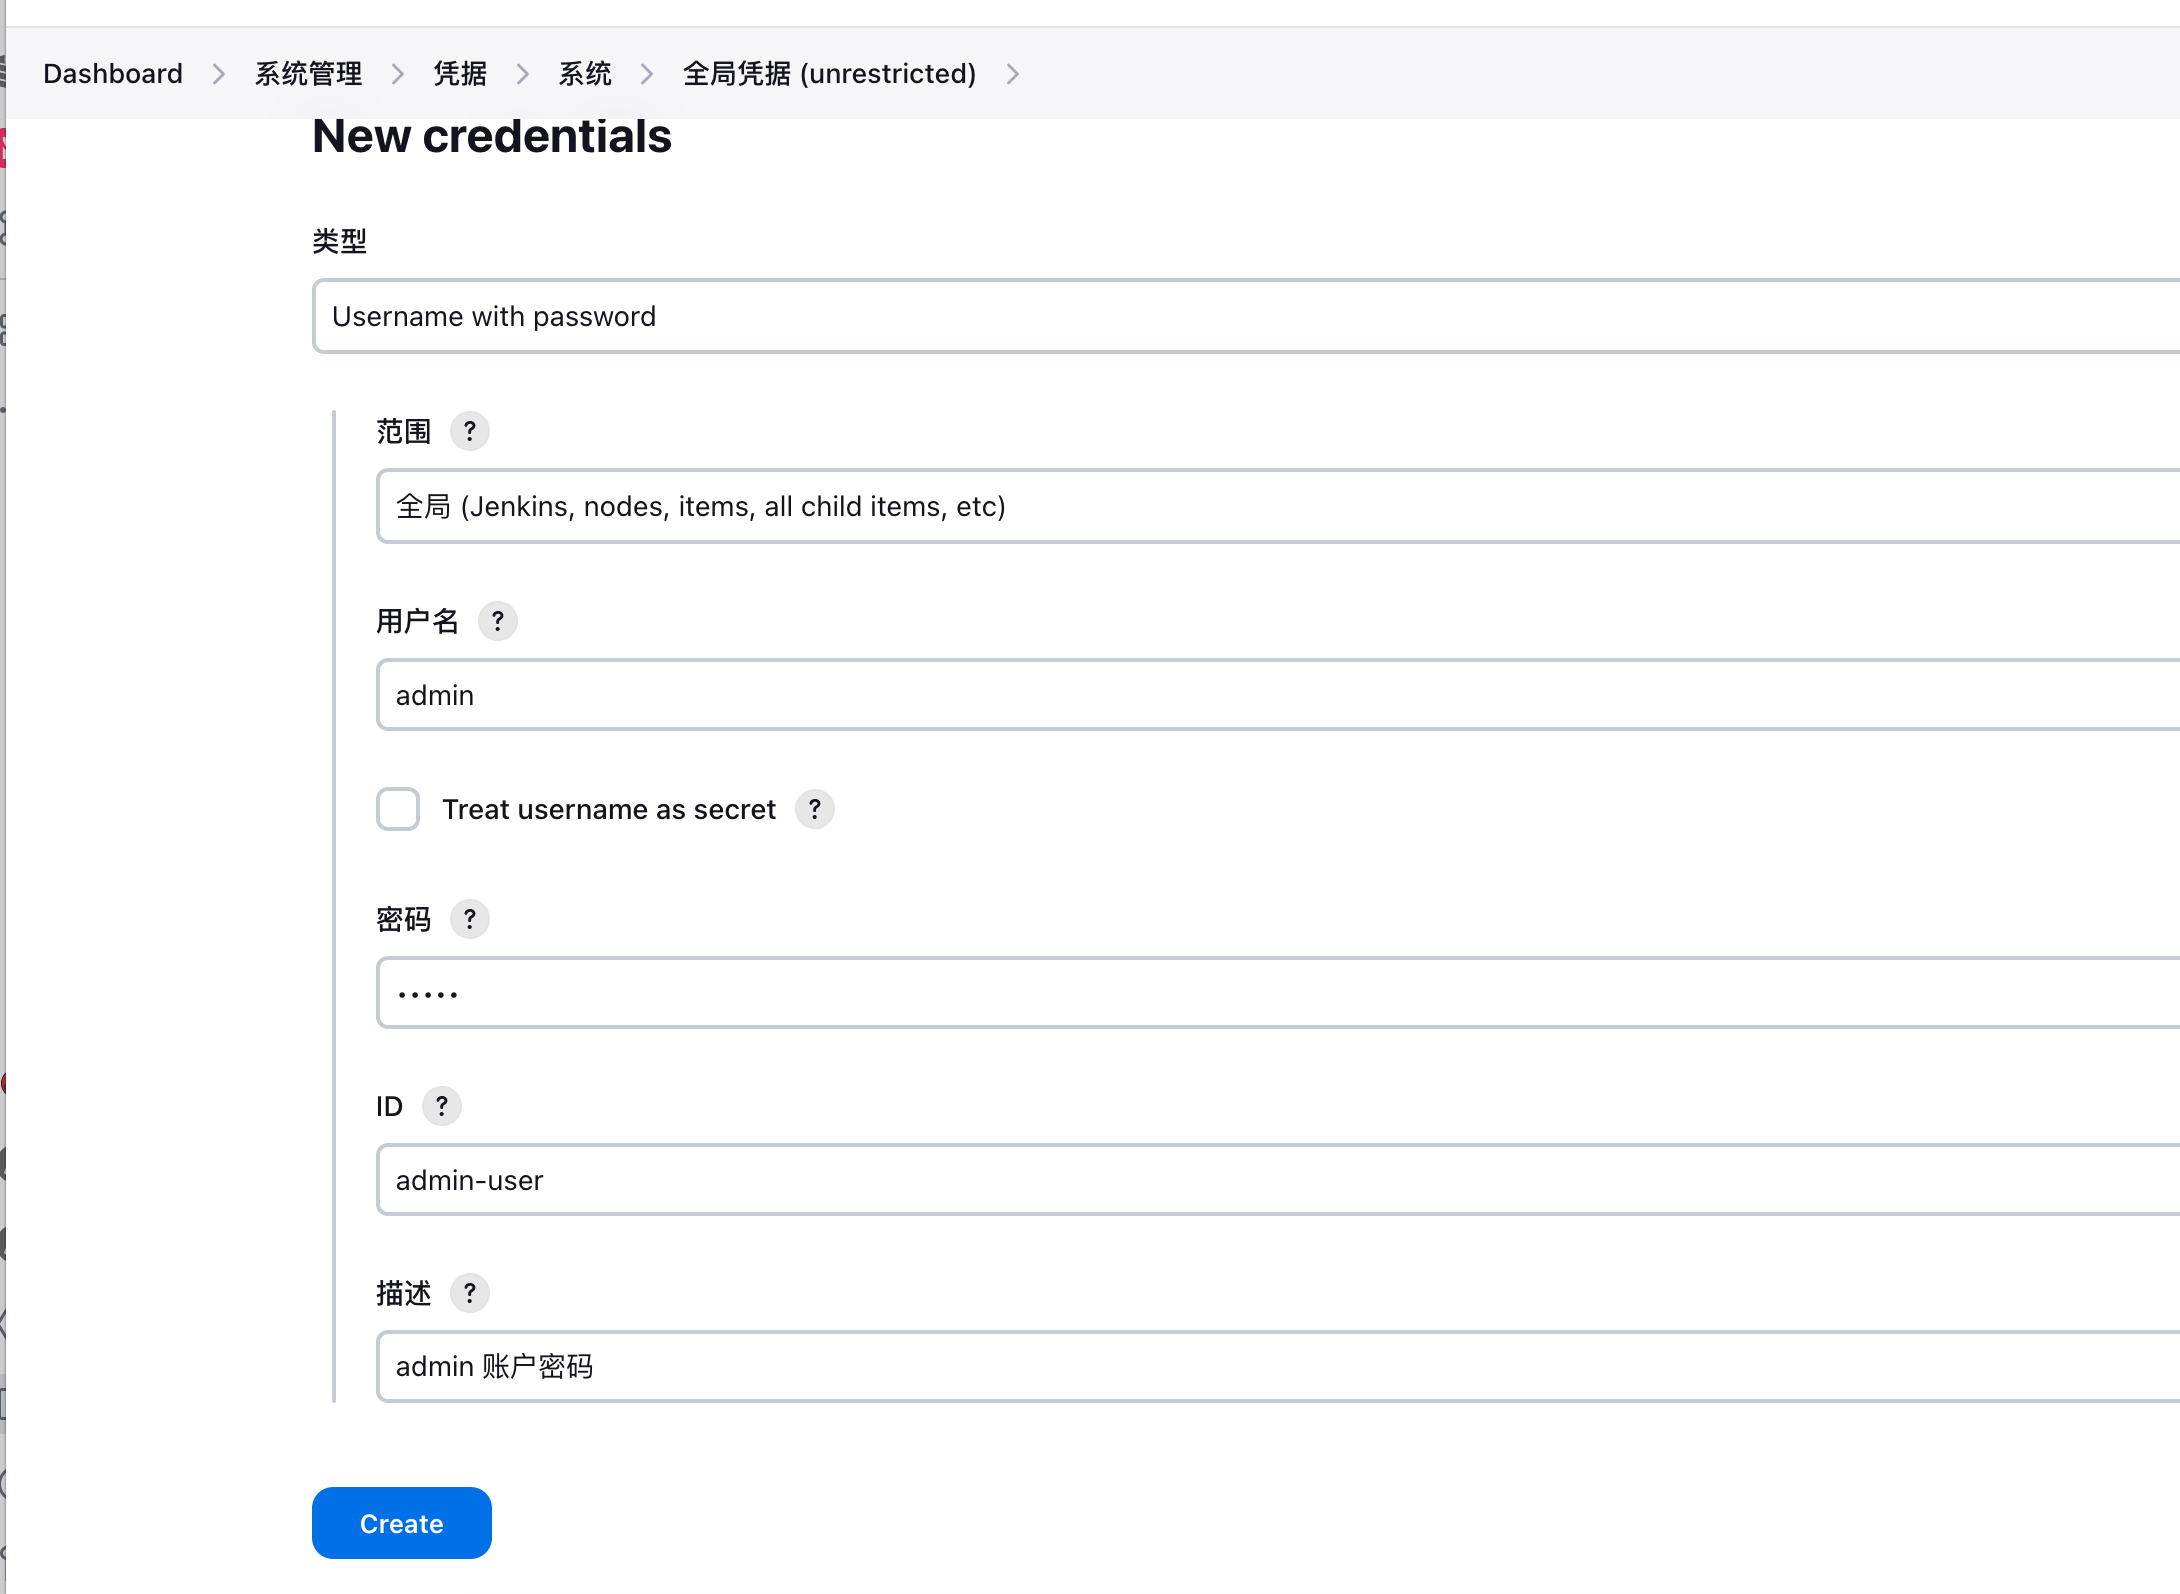 Dashboard > 系统管理 > 凭据 > 系统 > 全局凭据 (unrestricted) >
New credentials
类型
Username with password
范围 ?
全局 (Jenkins, nodes, items, all child items, etc)
用户名 ?
admin
Treat username as secret ?
密码 ?
·····
ID ?
admin-user
描述 ?
admin 账户密码
Create